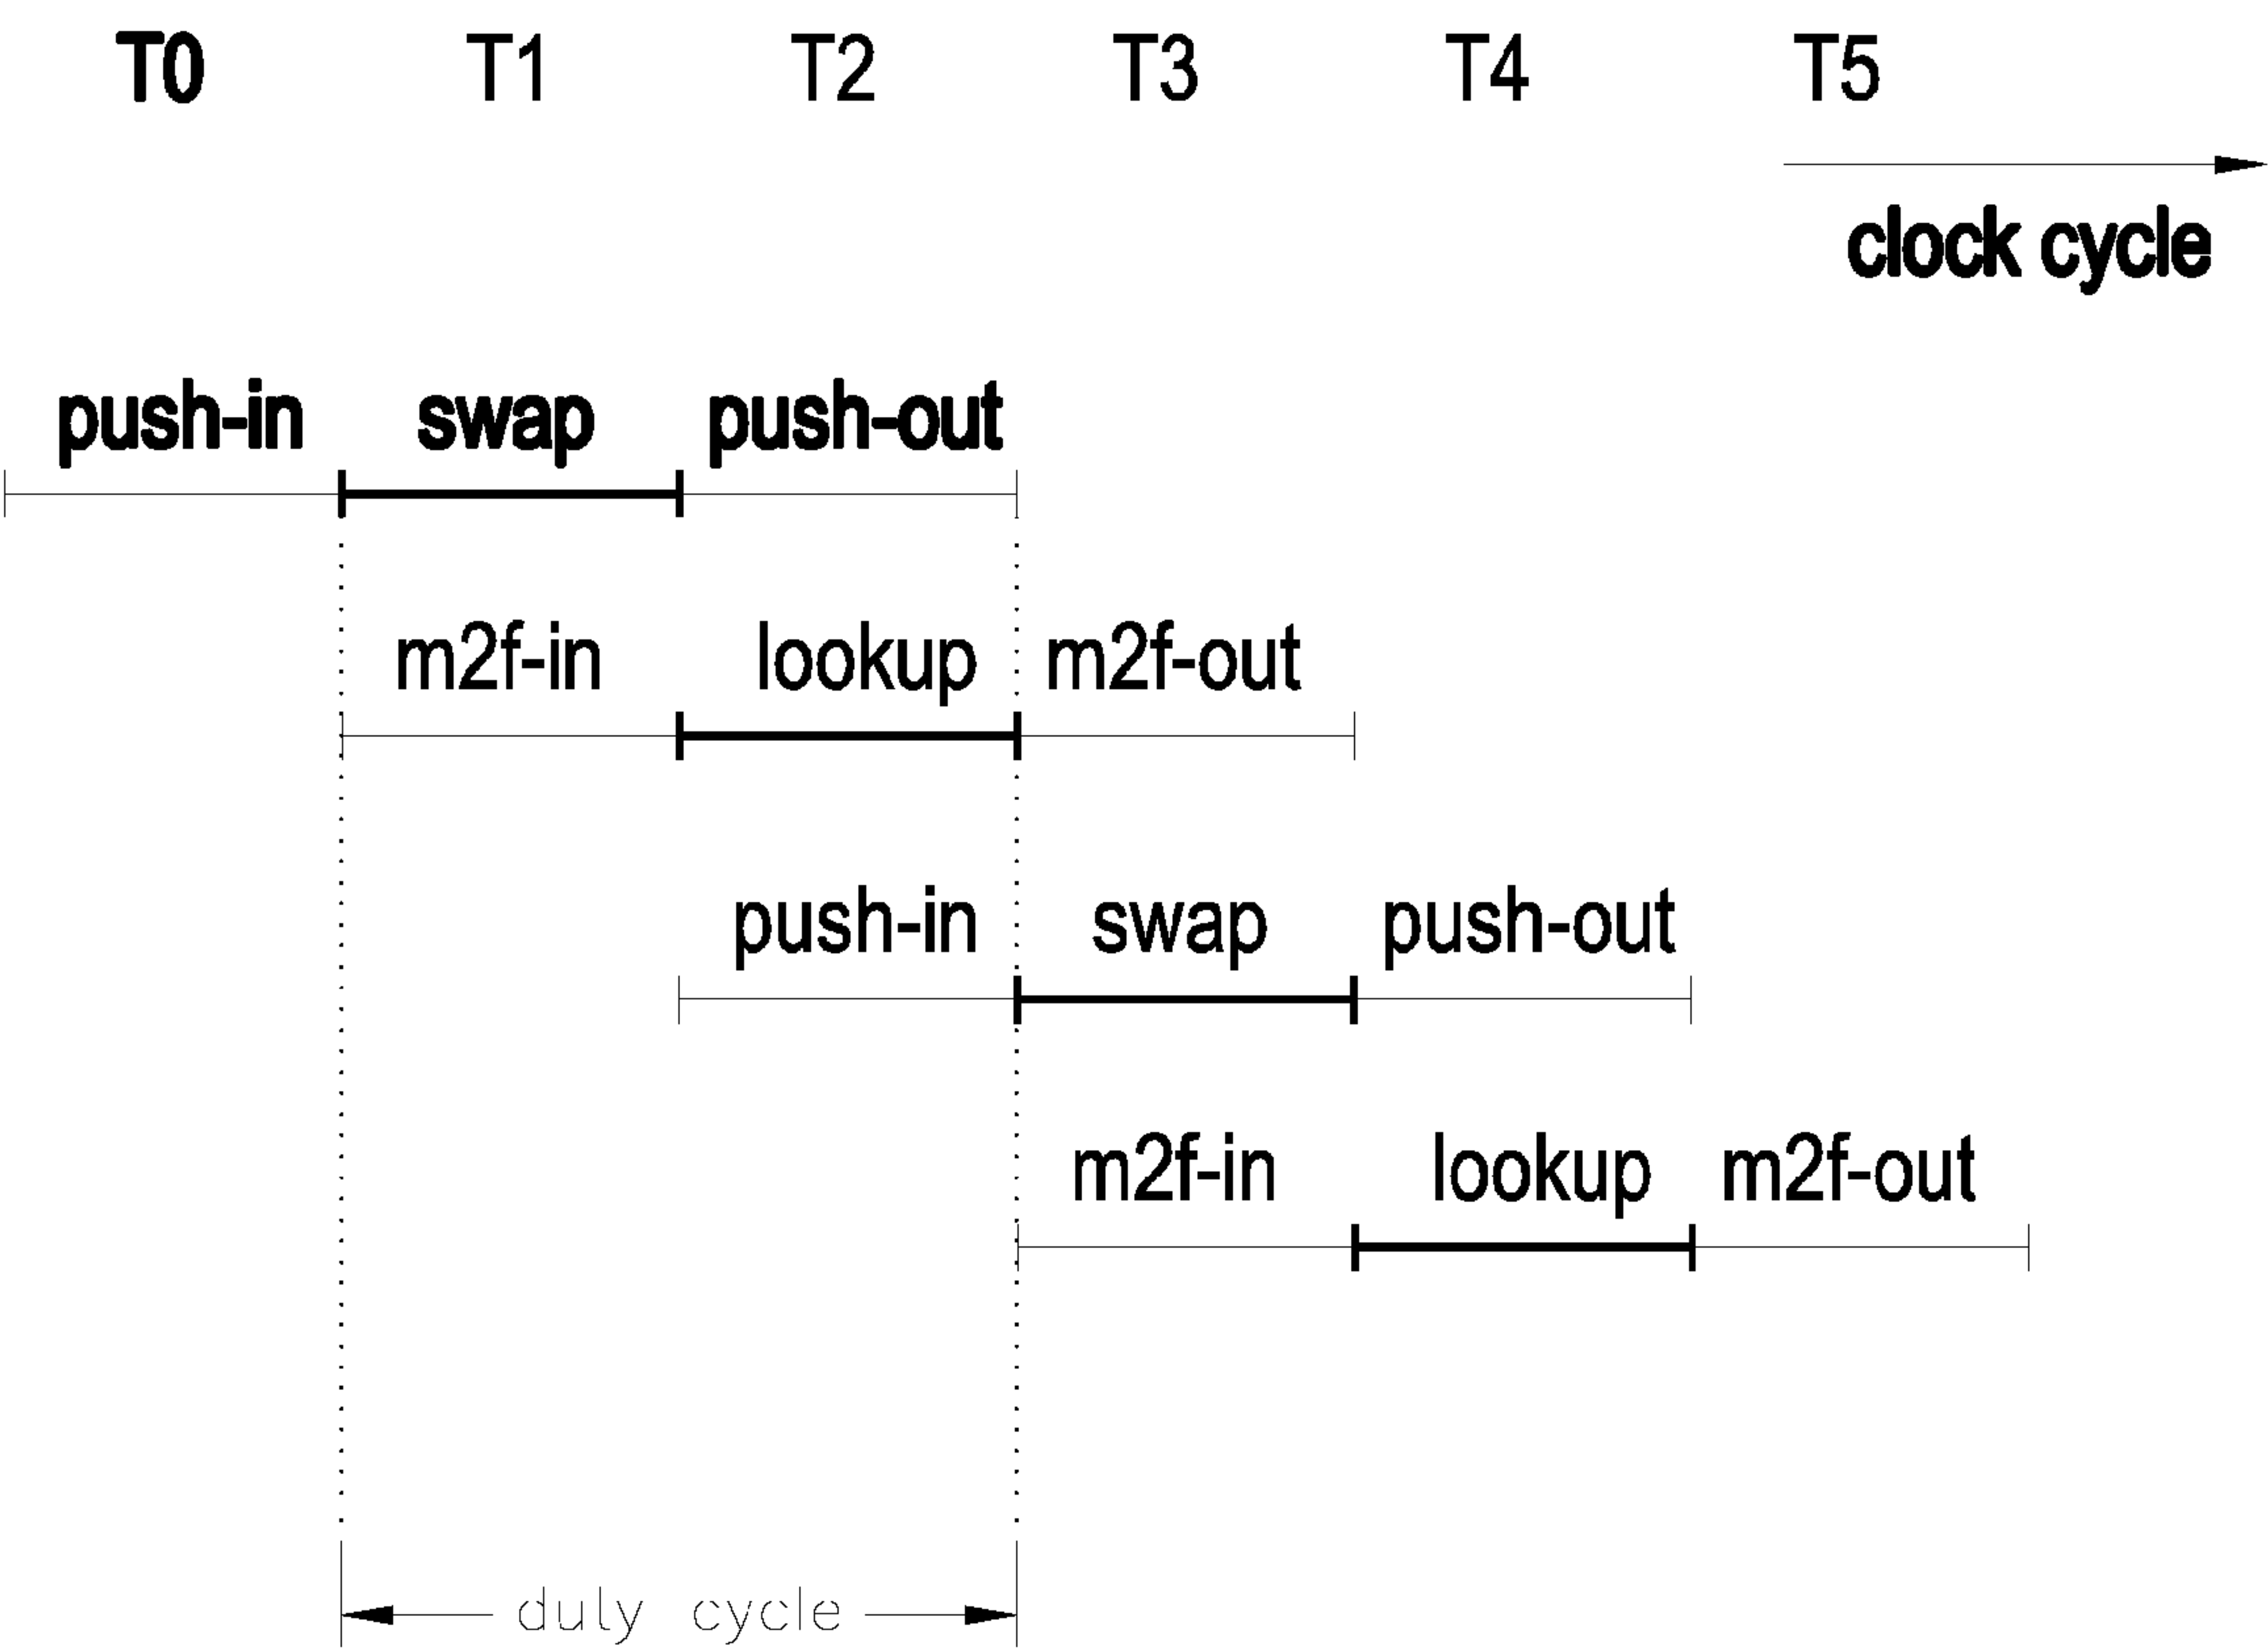 T0 T1 T2 T3 T4 T5
clock cycle
push-in swap push-out
m2f-in lookup m2f-out
push-in swap push-out
m2f-in lookup m2f-out
duly cycle